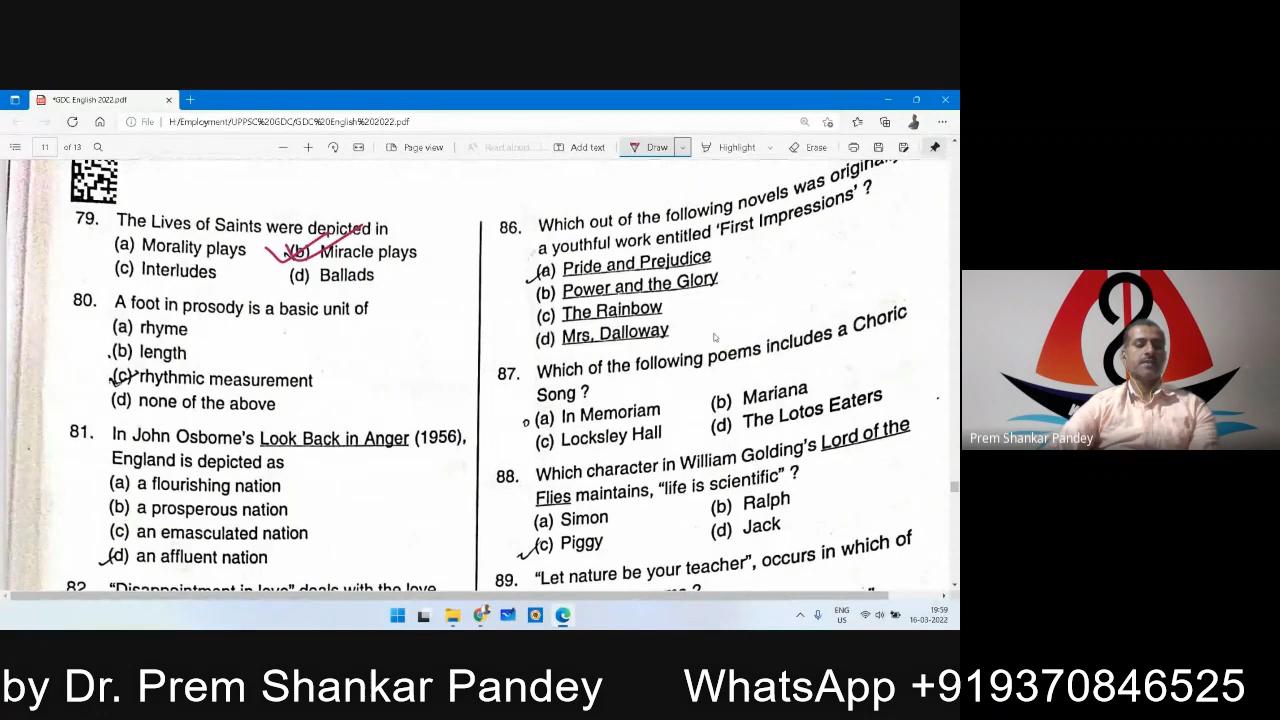 *GDC English 2022.pdf
File H:/Employment/UPPSC%20GDC/GDC%20English%202022.pdf
11 of 13
Page view
Read aloud
Add text
Draw
Highlight
Erase
79. The Lives of Saints were depicted in
(a) Morality plays (b) Miracle plays
(c) Interludes (d) Ballads
80. A foot in prosody is a basic unit of
(a) rhyme
(b) length
(c) rhythmic measurement
(d) none of the above
81. In John Osborne's Look Back in Anger (1956),
England is depicted as
(a) a flourishing nation
(b) a prosperous nation
(c) an emasculated nation
(d) an affluent nation
82. "Disappointment in love" deals with the love
86. Which out of the following novels was originally
a youthful work entitled 'First Impressions' ?
(a) Pride and Prejudice
(b) Power and the Glory
(c) The Rainbow
(d) Mrs, Dalloway
87. Which of the following poems includes a Choric
Song ?
(a) In Memoriam (b) Mariana
(c) Locksley Hall (d) The Lotos Eaters
88. Which character in William Golding's Lord of the
Flies maintains, "life is scientific" ?
(a) Simon (b) Ralph
(c) Piggy (d) Jack
89. "Let nature be your teacher", occurs in which of
Prem Shankar Pandey
ENG
US
19:59
16-03-2022
by Dr. Prem Shankar Pandey WhatsApp +919370846525